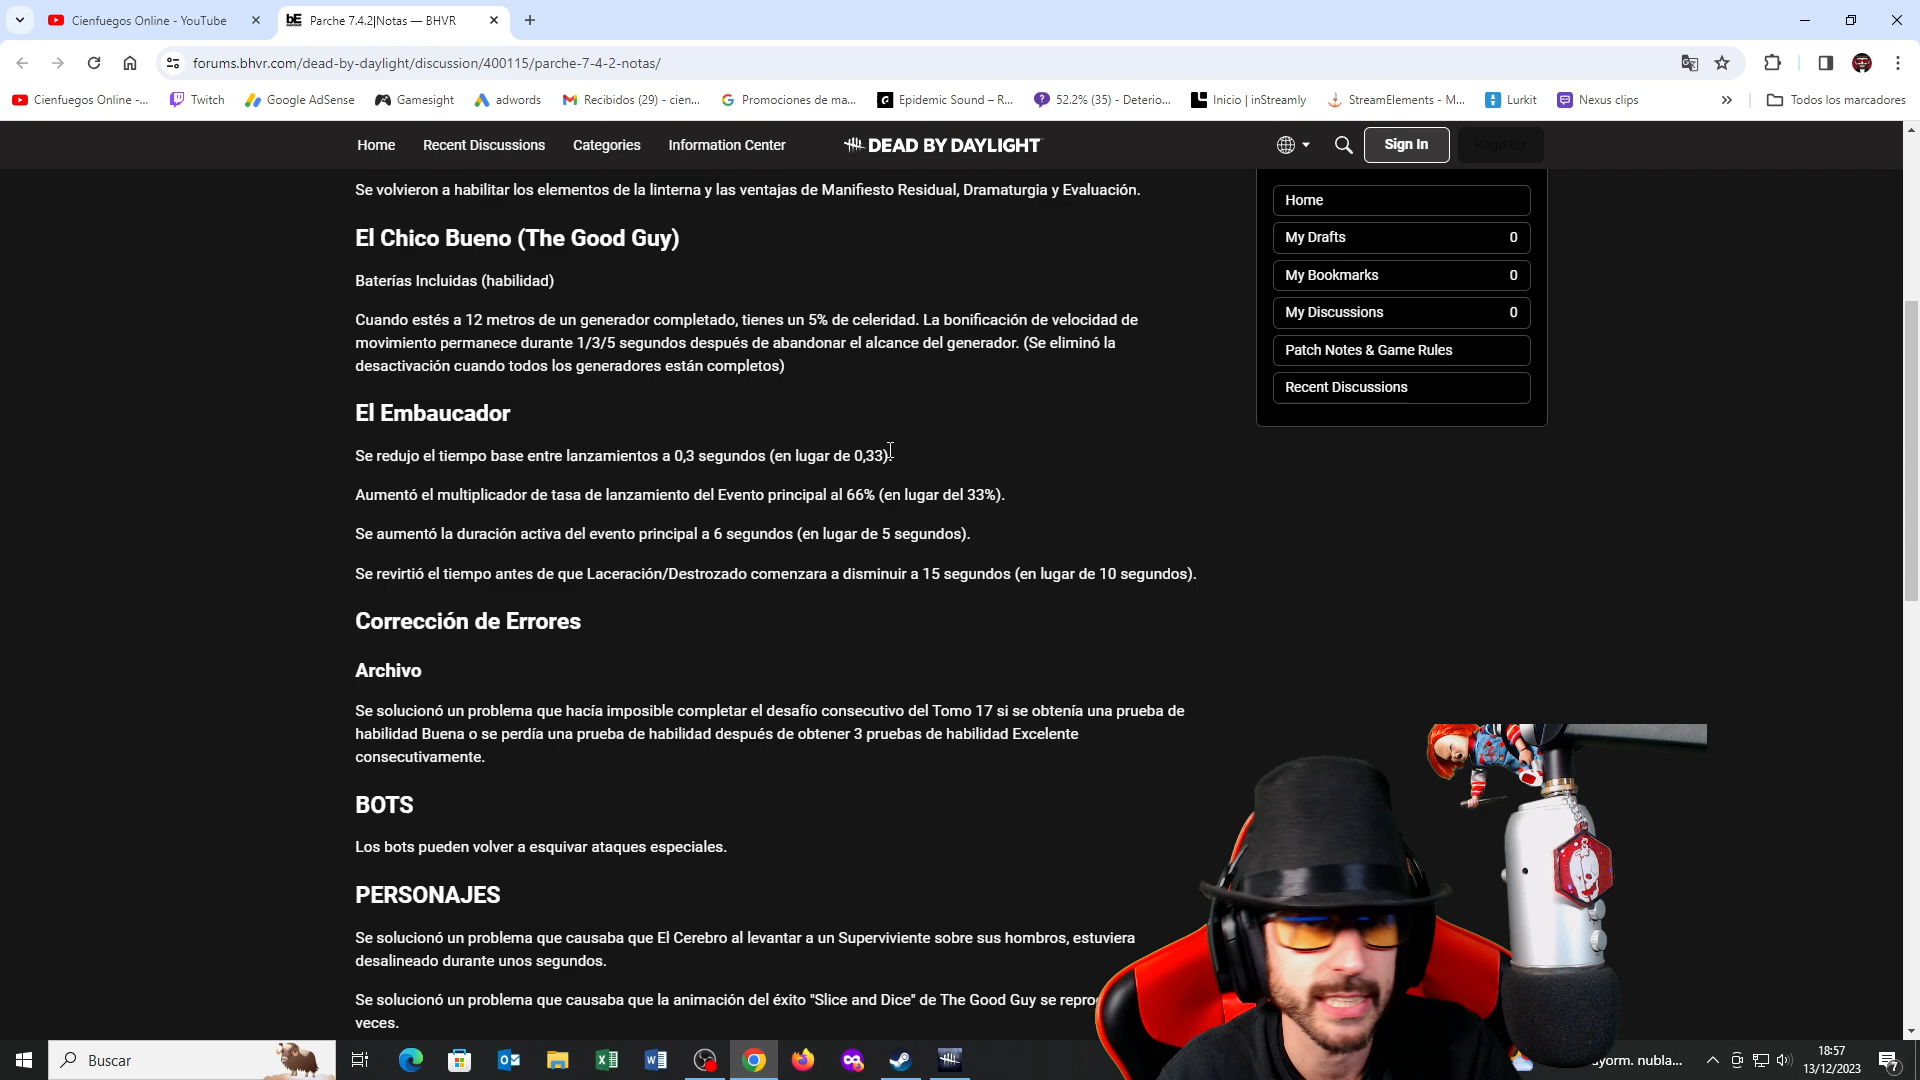 Cienfuegos Online - YouTube
bE Parche 7.4.2|Notas — BHVR
forums.bhvr.com/dead-by-daylight/discussion/400115/parche-7-4-2-notas/
Cienfuegos Online -... Twitch Google AdSense Gamesight adwords Recibidos (29) - cien... Promociones de ma... Epidemic Sound – R... 52.2% (35) - Deterio... Inicio | inStreamly StreamElements - M... Lurkit Nexus clips » Todos los marcadores
Home Recent Discussions Categories Information Center DEAD BY DAYLIGHT Sign In Register
Se volvieron a habilitar los elementos de la linterna y las ventajas de Manifiesto Residual, Dramaturgia y Evaluación.
El Chico Bueno (The Good Guy)
Baterías Incluidas (habilidad)
Cuando estés a 12 metros de un generador completado, tienes un 5% de celeridad. La bonificación de velocidad de
movimiento permanece durante 1/3/5 segundos después de abandonar el alcance del generador. (Se eliminó la
desactivación cuando todos los generadores están completos)
El Embaucador
Se redujo el tiempo base entre lanzamientos a 0,3 segundos (en lugar de 0,33).
Aumentó el multiplicador de tasa de lanzamiento del Evento principal al 66% (en lugar del 33%).
Se aumentó la duración activa del evento principal a 6 segundos (en lugar de 5 segundos).
Se revirtió el tiempo antes de que Laceración/Destrozado comenzara a disminuir a 15 segundos (en lugar de 10 segundos).
Corrección de Errores
Archivo
Se solucionó un problema que hacía imposible completar el desafío consecutivo del Tomo 17 si se obtenía una prueba de
habilidad Buena o se perdía una prueba de habilidad después de obtener 3 pruebas de habilidad Excelente
consecutivamente.
BOTS
Los bots pueden volver a esquivar ataques especiales.
PERSONAJES
Se solucionó un problema que causaba que El Cerebro al levantar a un Superviviente sobre sus hombros, estuviera
desalineado durante unos segundos.
Se solucionó un problema que causaba que la animación del éxito "Slice and Dice" de The Good Guy se
veces.
Home
My Drafts 0
My Bookmarks 0
My Discussions 0
Patch Notes & Game Rules
Recent Discussions
Buscar
nubla...
18:57
13/12/2023
7